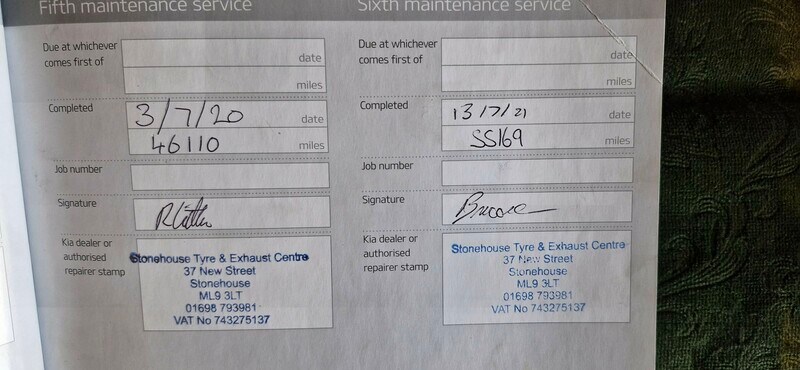 Fifth maintenance service
Due at whichever
comes first of
date
miles
Completed
3/7/20
date
46110
miles
Job number
Signature
Kia dealer or
authorised
repairer stamp
Stonehouse Tyre & Exhaust Centre
37 New Street
Stonehouse
ML9 3LT
01698 793981
VAT No 743275137
Sixth maintenance service
Due at whichever
comes first of
date
miles
Completed
13/7/21
date
55169
miles
Job number
Signature
Kia dealer or
authorised
repairer stamp
Stonehouse Tyre & Exhaust Centre
37 New Street
Stonehouse
ML9 3LT
01698 793981
VAT No 743275137